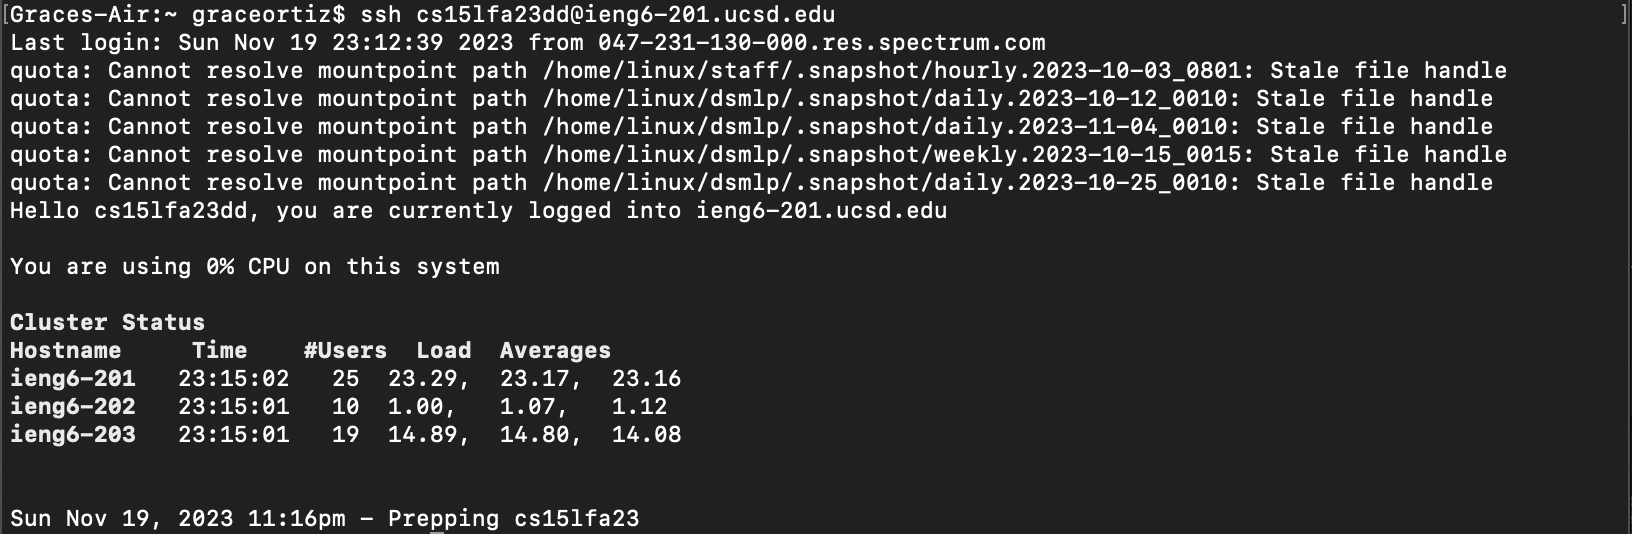 [Graces-Air:~ graceortiz$ ssh cs15lfa23dd@ieng6-201.ucsd.edu ]
Last login: Sun Nov 19 23:12:39 2023 from 047-231-130-000.res.spectrum.com
quota: Cannot resolve mountpoint path /home/linux/staff/.snapshot/hourly.2023-10-03_0801: Stale file handle
quota: Cannot resolve mountpoint path /home/linux/dsmlp/.snapshot/daily.2023-10-12_0010: Stale file handle
quota: Cannot resolve mountpoint path /home/linux/dsmlp/.snapshot/daily.2023-11-04_0010: Stale file handle
quota: Cannot resolve mountpoint path /home/linux/dsmlp/.snapshot/weekly.2023-10-15_0015: Stale file handle
quota: Cannot resolve mountpoint path /home/linux/dsmlp/.snapshot/daily.2023-10-25_0010: Stale file handle
Hello cs15lfa23dd, you are currently logged into ieng6-201.ucsd.edu
You are using 0% CPU on this system
Cluster Status
Hostname     Time    #Users  Load  Averages
ieng6-201   23:15:02   25  23.29,  23.17,  23.16
ieng6-202   23:15:01   10  1.00,   1.07,   1.12
ieng6-203   23:15:01   19  14.89,  14.80,  14.08
Sun Nov 19, 2023 11:16pm - Prepping cs15lfa23